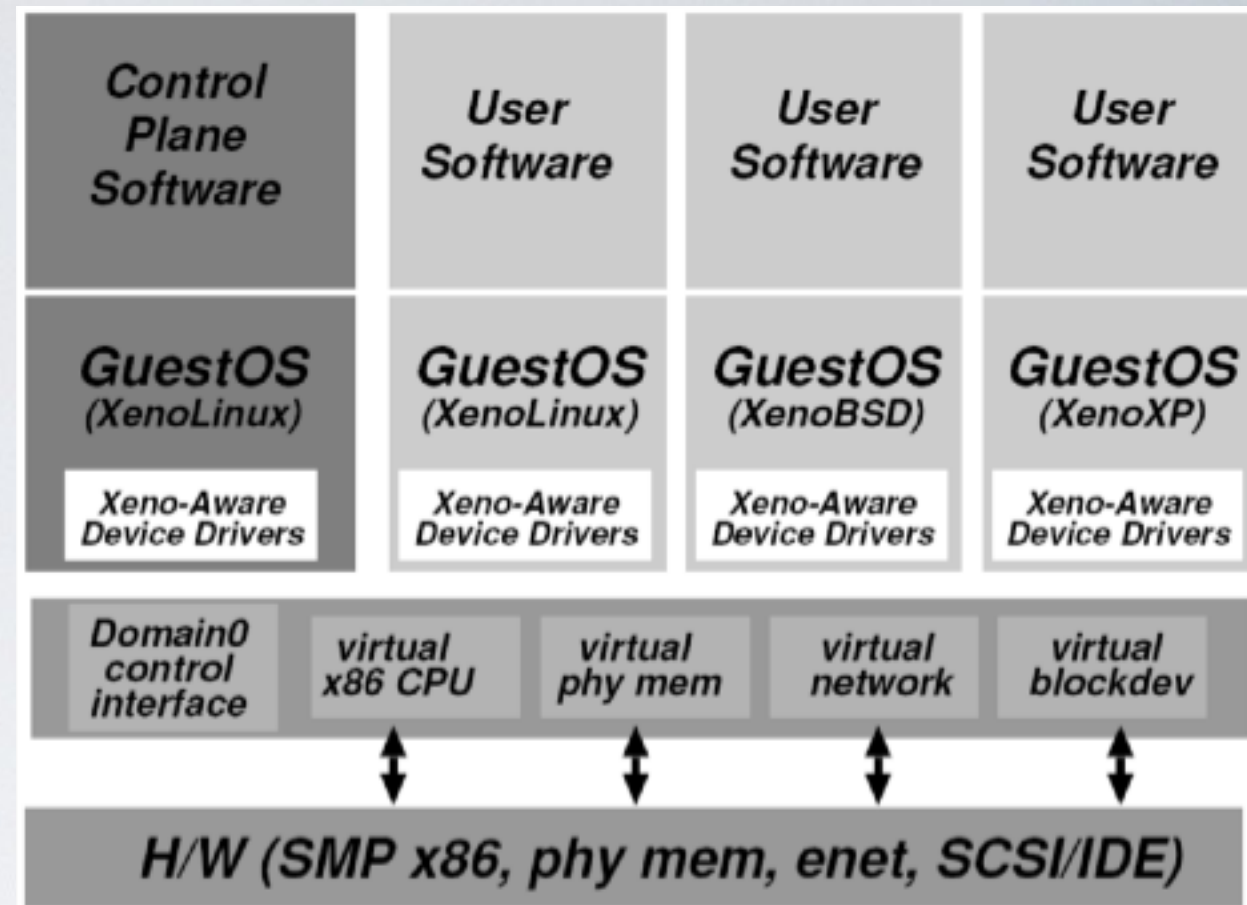 Control
Plane
Software
User
Software
User
Software
User
Software
GuestOS
(XenoLinux)
Xeno-Aware
Device Drivers
GuestOS
(XenoLinux)
Xeno-Aware
Device Drivers
GuestOS
(XenoBSD)
Xeno-Aware
Device Drivers
GuestOS
(XenoXP)
Xeno-Aware
Device Drivers
Domain0
control
interface
virtual
x86 CPU
virtual
phy mem
virtual
network
virtual
blockdev
H/W (SMP x86, phy mem, enet, SCSI/IDE)